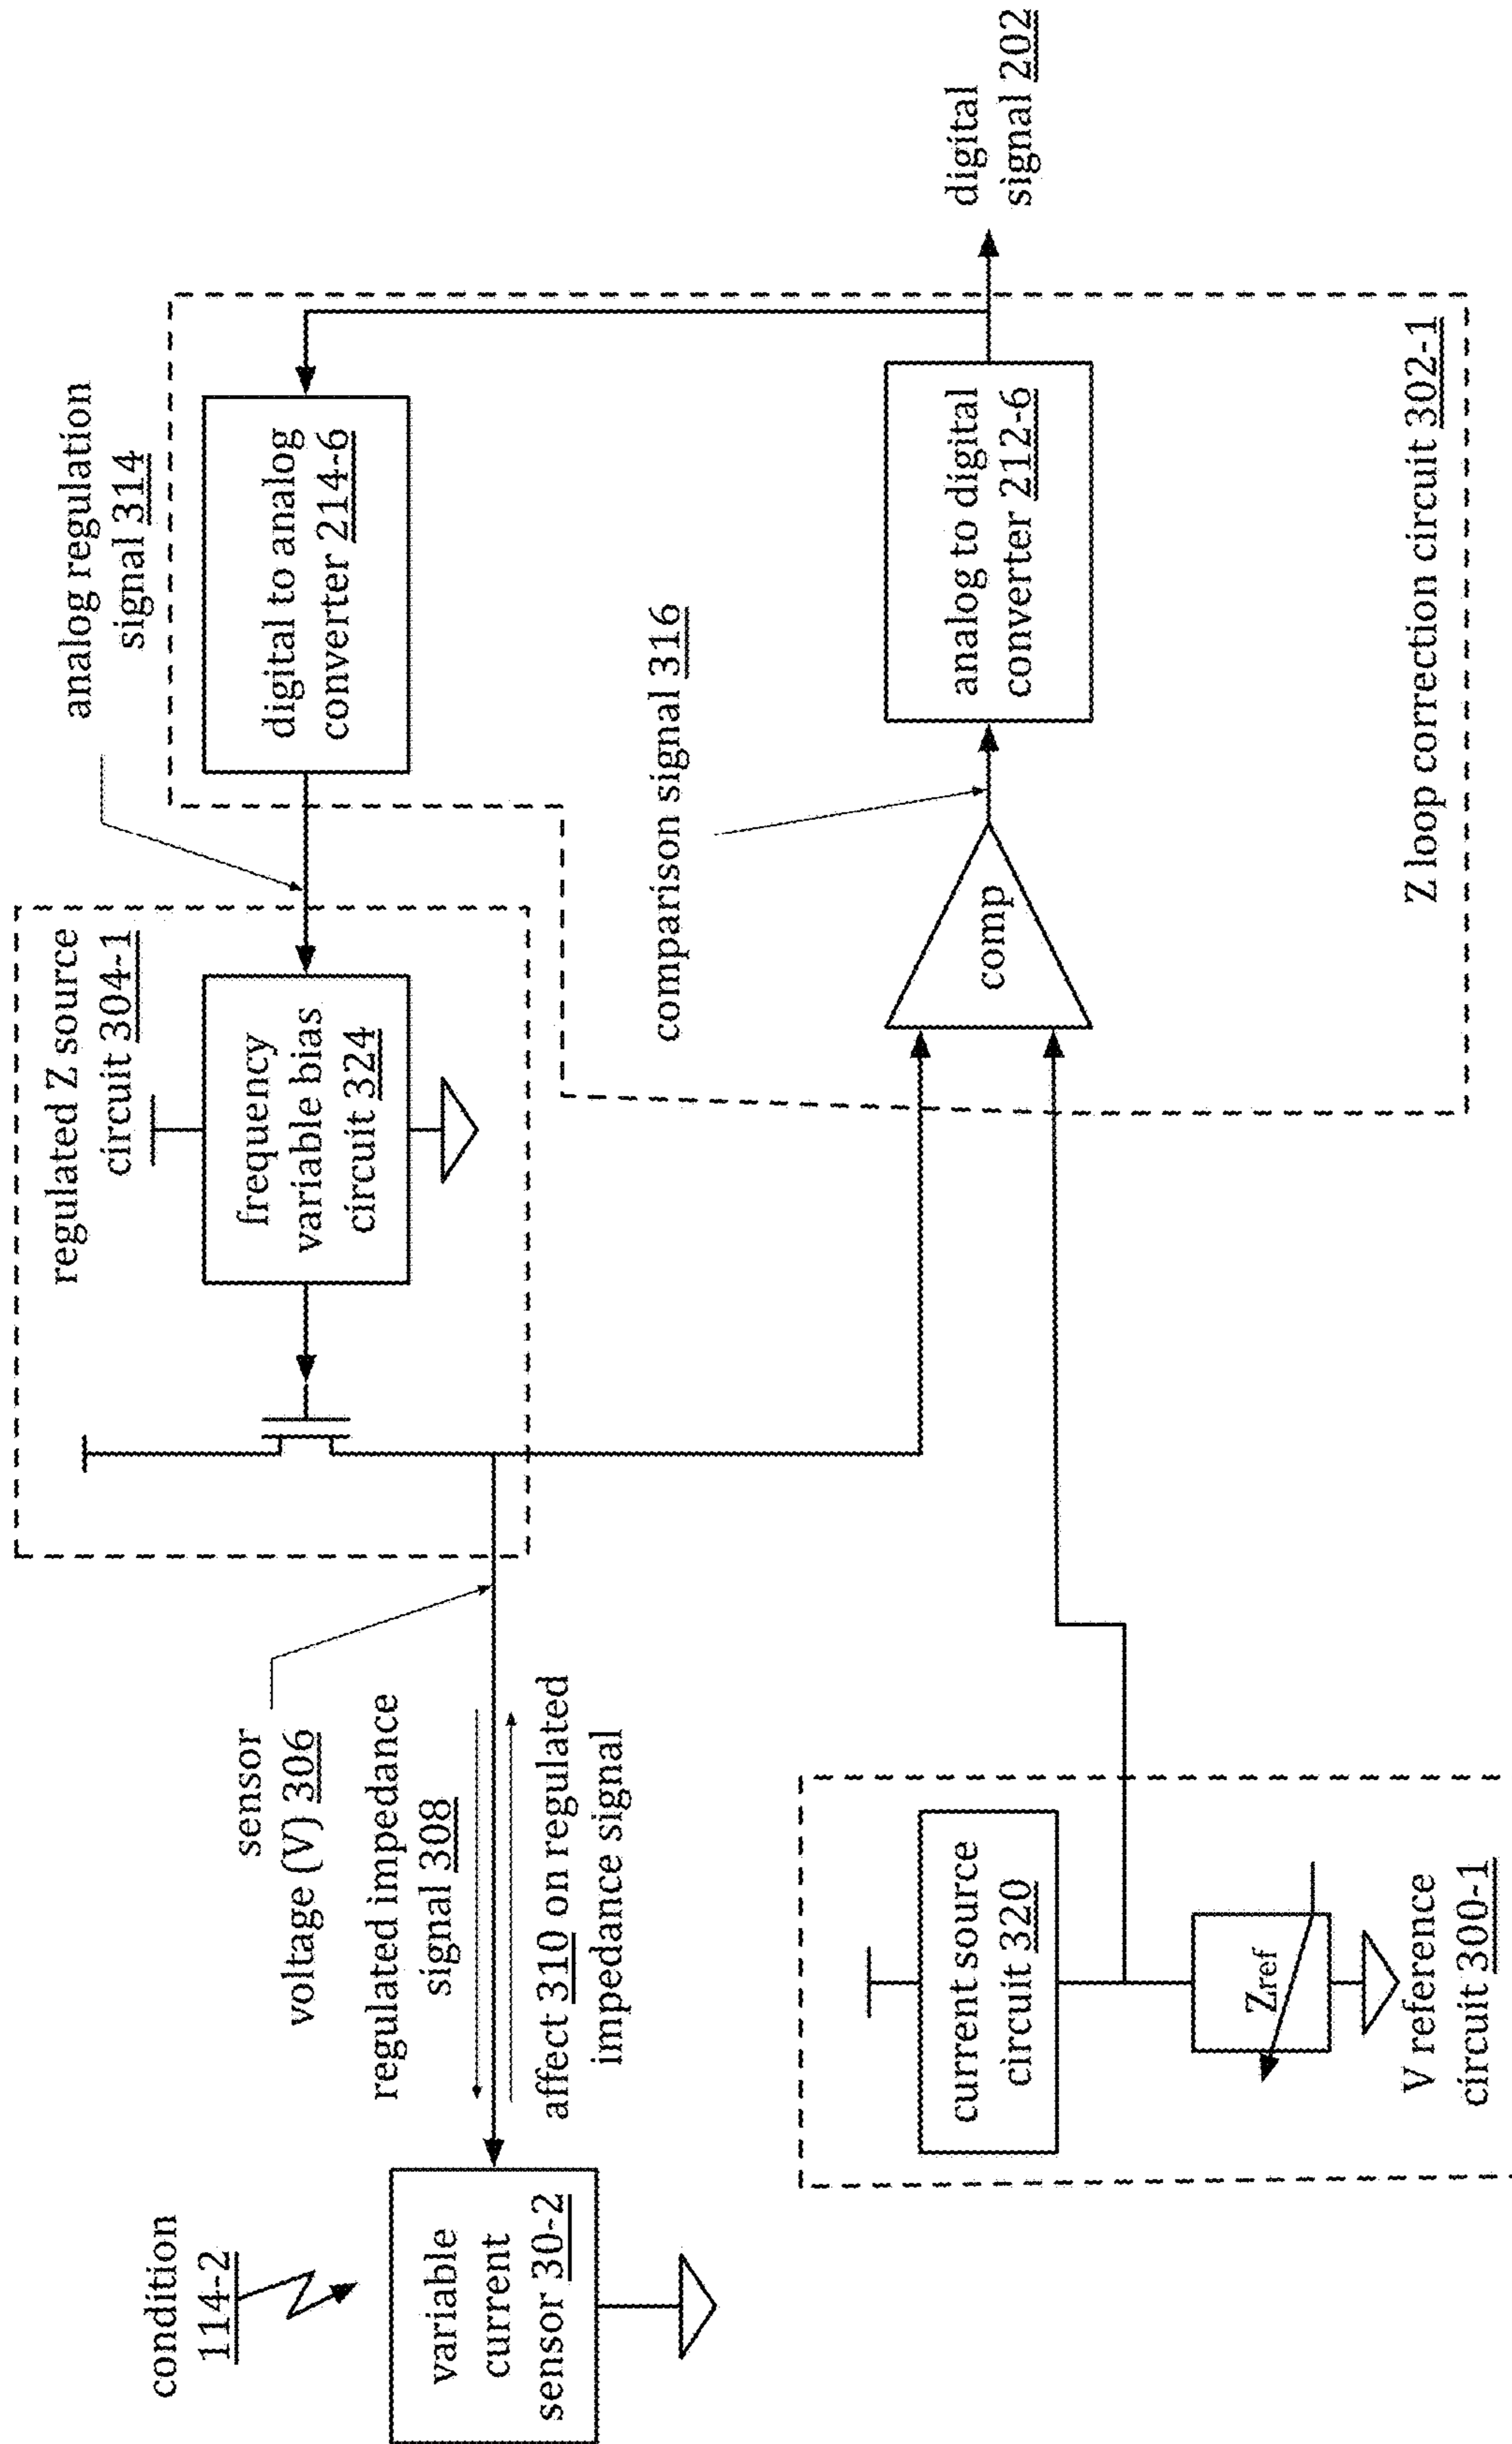 condition
114-2
variable
current
sensor 30-2
sensor
voltage (V) 306
regulated impedance
signal 308
affect 310 on regulated
impedance signal
regulated Z source
circuit 304-1
frequency
variable bias
circuit 324
analog regulation
signal 314
digital to analog
converter 214-6
comparison signal 316
comp
analog to digital
converter 212-6
digital
signal 202
Z loop correction circuit 302-1
current source
circuit 320
Zref
V reference
circuit 300-1